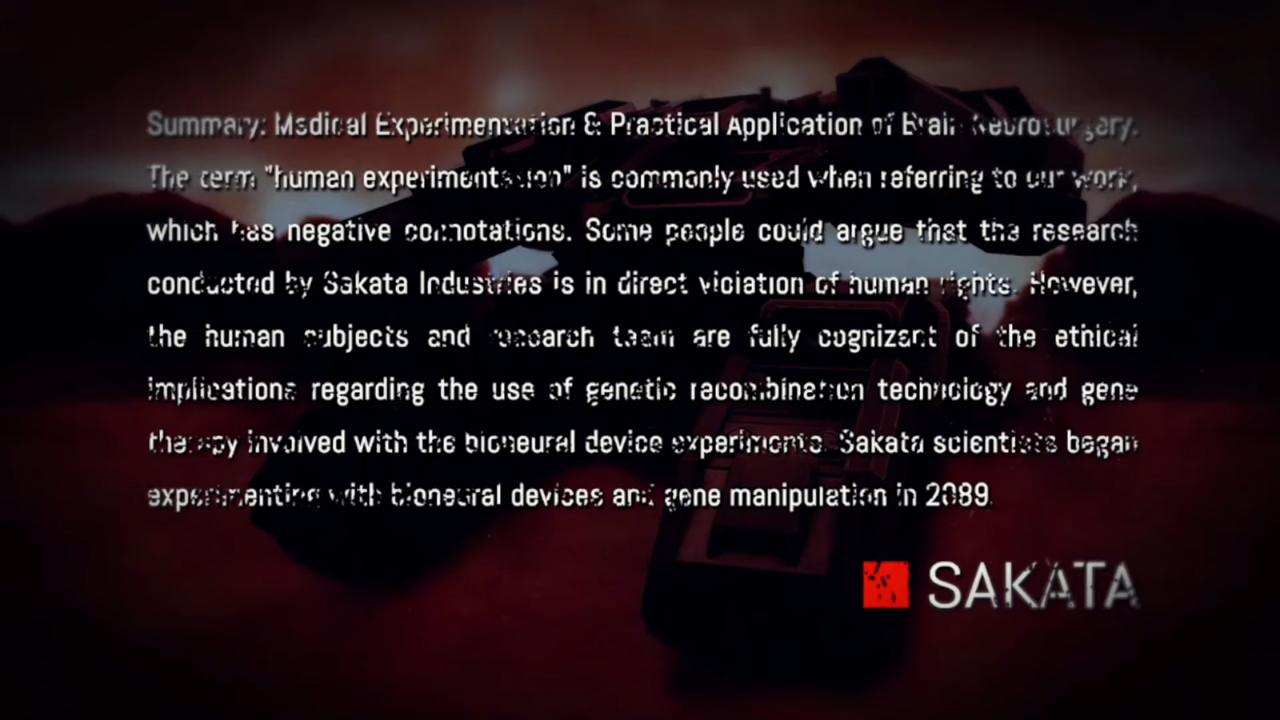 Summary: Medical Experimentation & Practical Application of Brain Neurosurgery.
The term "human experimentation" is commonly used when referring to our work,
which has negative connotations. Some people could argue that the research
conducted by Sakata Industries is in direct violation of human rights. However,
the human subjects and research team are fully cognizant of the ethical
implications regarding the use of genetic recombination technology and gene
therapy involved with the bioneural device experiments. Sakata scientists began
experimenting with bioneural devices and gene manipulation in 2089.
SAKATA